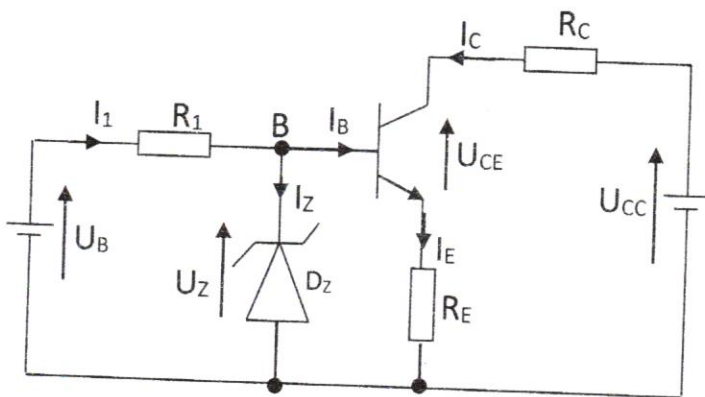 I_C
R_C
I_1
R_1
B
I_B
U_CE
U_CC
I_Z
U_B
U_Z
D_Z
I_E
R_E